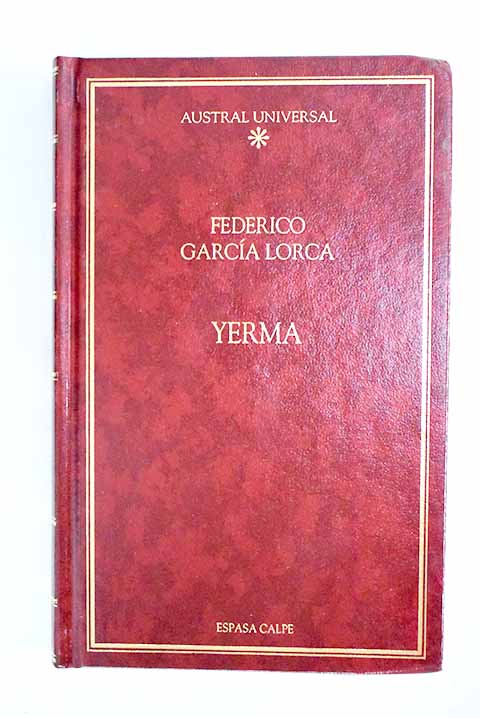 AUSTRAL UNIVERSAL
FEDERICO
GARCÍA LORCA
YERMA
ESPASA CALPE